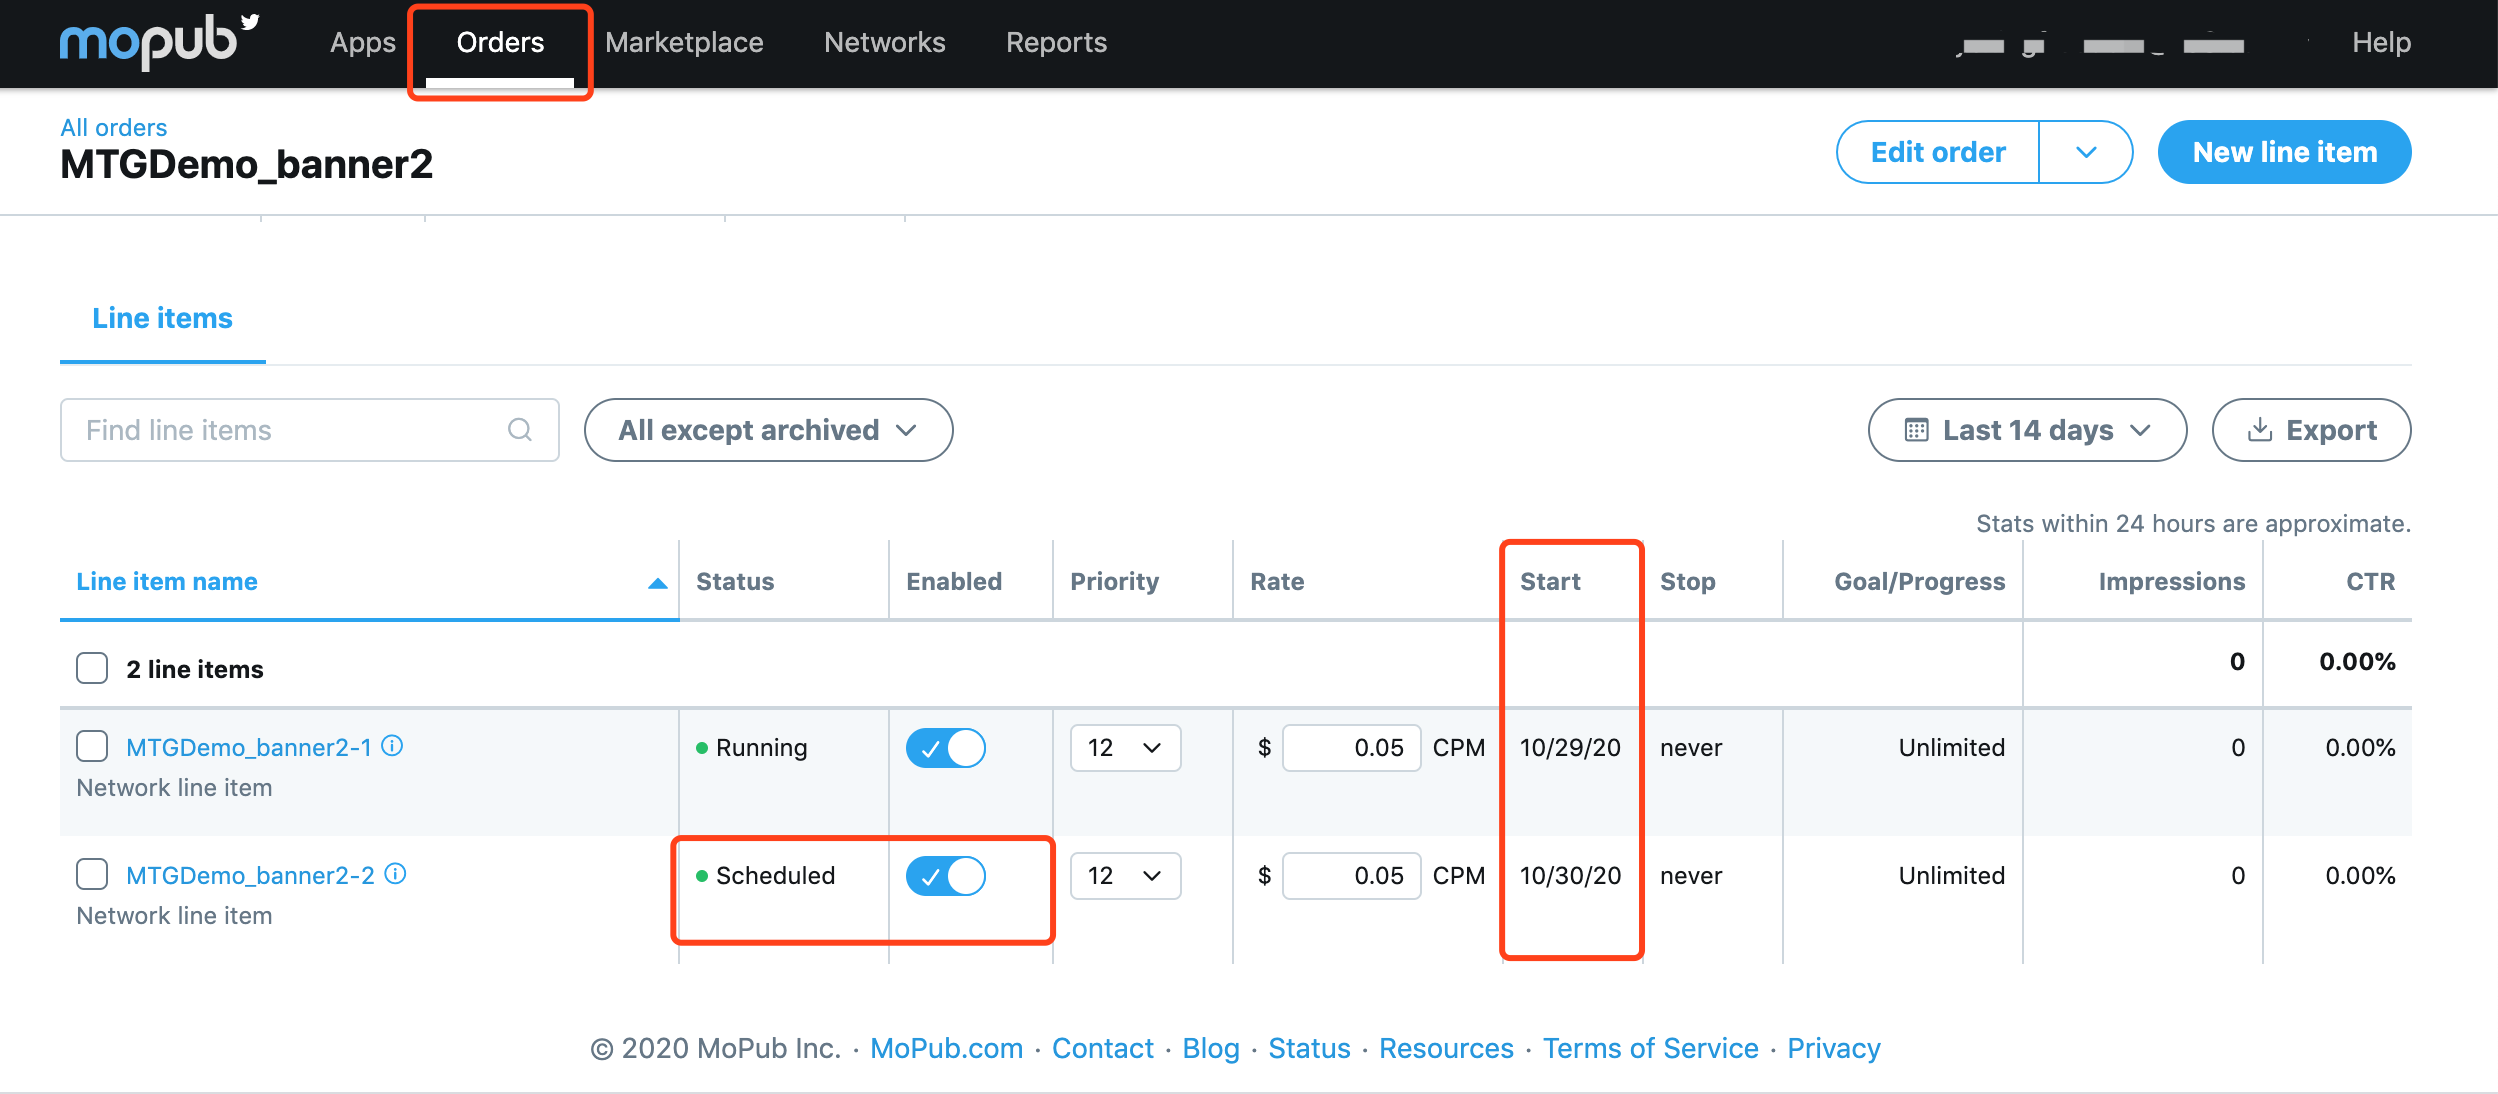 mopub Apps Orders Marketplace Networks Reports Help
All orders
MTGDemo_banner2
Edit order New line item
Line items
Find line items All except archived Last 14 days Export
Stats within 24 hours are approximate.
Line item name Status Enabled Priority Rate Start Stop Goal/Progress Impressions CTR
2 line items 0 0.00%
MTGDemo_banner2-1 Running 12 $ 0.05 CPM 10/29/20 never Unlimited 0 0.00%
Network line item
MTGDemo_banner2-2 Scheduled 12 $ 0.05 CPM 10/30/20 never Unlimited 0 0.00%
Network line item
© 2020 MoPub Inc. · MoPub.com · Contact · Blog · Status · Resources · Terms of Service · Privacy